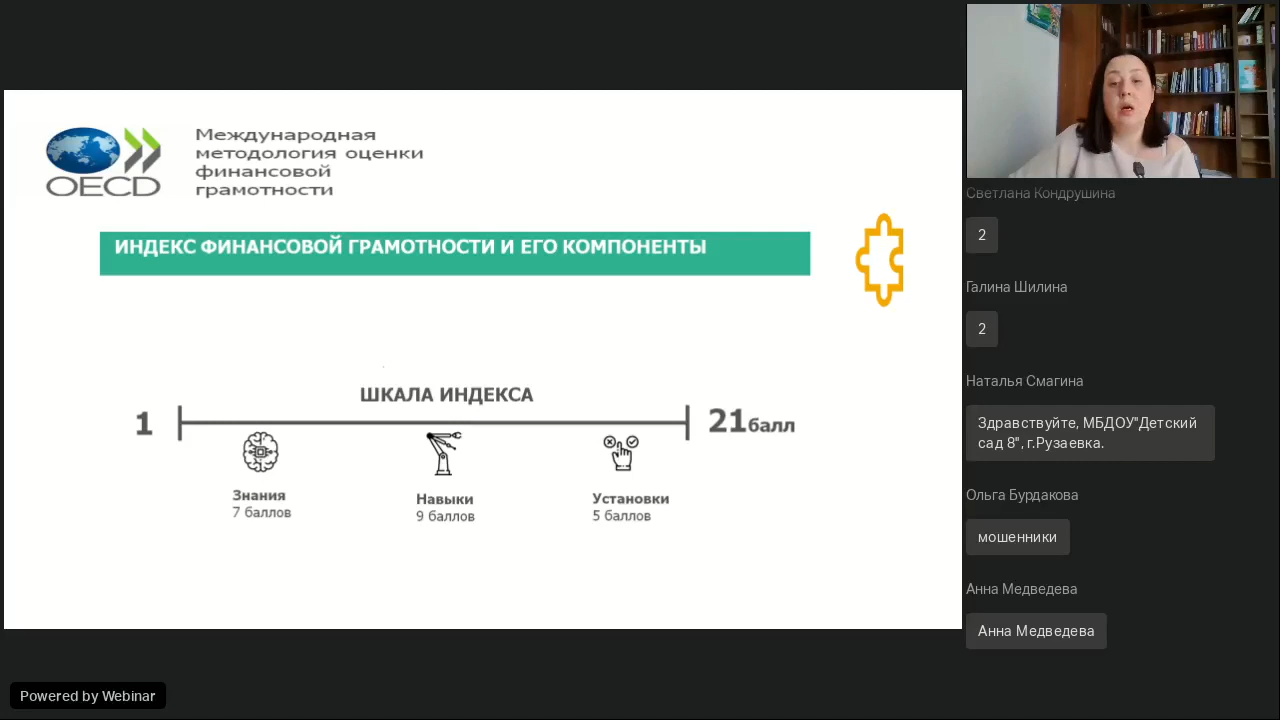 OECD
Международная
методология оценки
финансовой
грамотности
ИНДЕКС ФИНАНСОВОЙ ГРАМОТНОСТИ И ЕГО КОМПОНЕНТЫ
ШКАЛА ИНДЕКСА
1
21балл
Знания
7 баллов
Навыки
9 баллов
Установки
5 баллов
Светлана Кондрушина
2
Галина Шилина
2
Наталья Смагина
Здравствуйте, МБДОУ"Детский
сад 8", г.Рузаевка.
Ольга Бурдакова
мошенники
Анна Медведева
Анна Медведева
Powered by Webinar